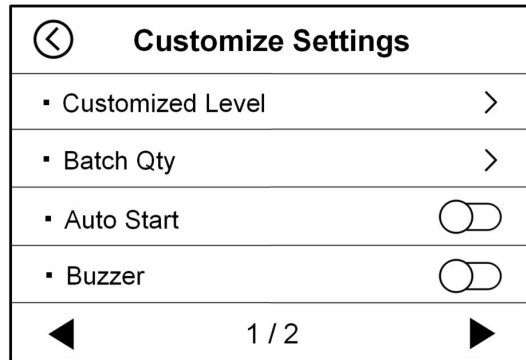 Customize Settings
▪ Customized Level
▪ Batch Qty
▪ Auto Start
▪ Buzzer
1 / 2